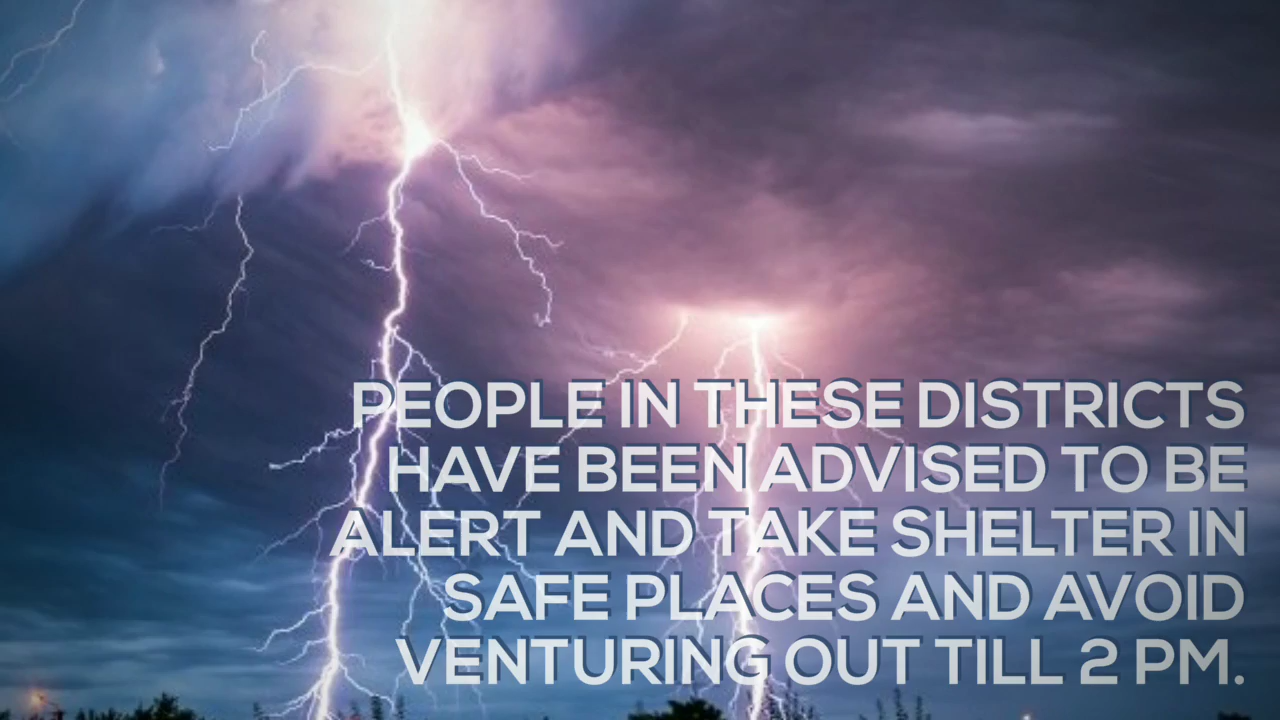 PEOPLE IN THESE DISTRICTS
HAVE BEEN ADVISED TO BE
ALERT AND TAKE SHELTER IN
SAFE PLACES AND AVOID
VENTURING OUT TILL 2 PM.